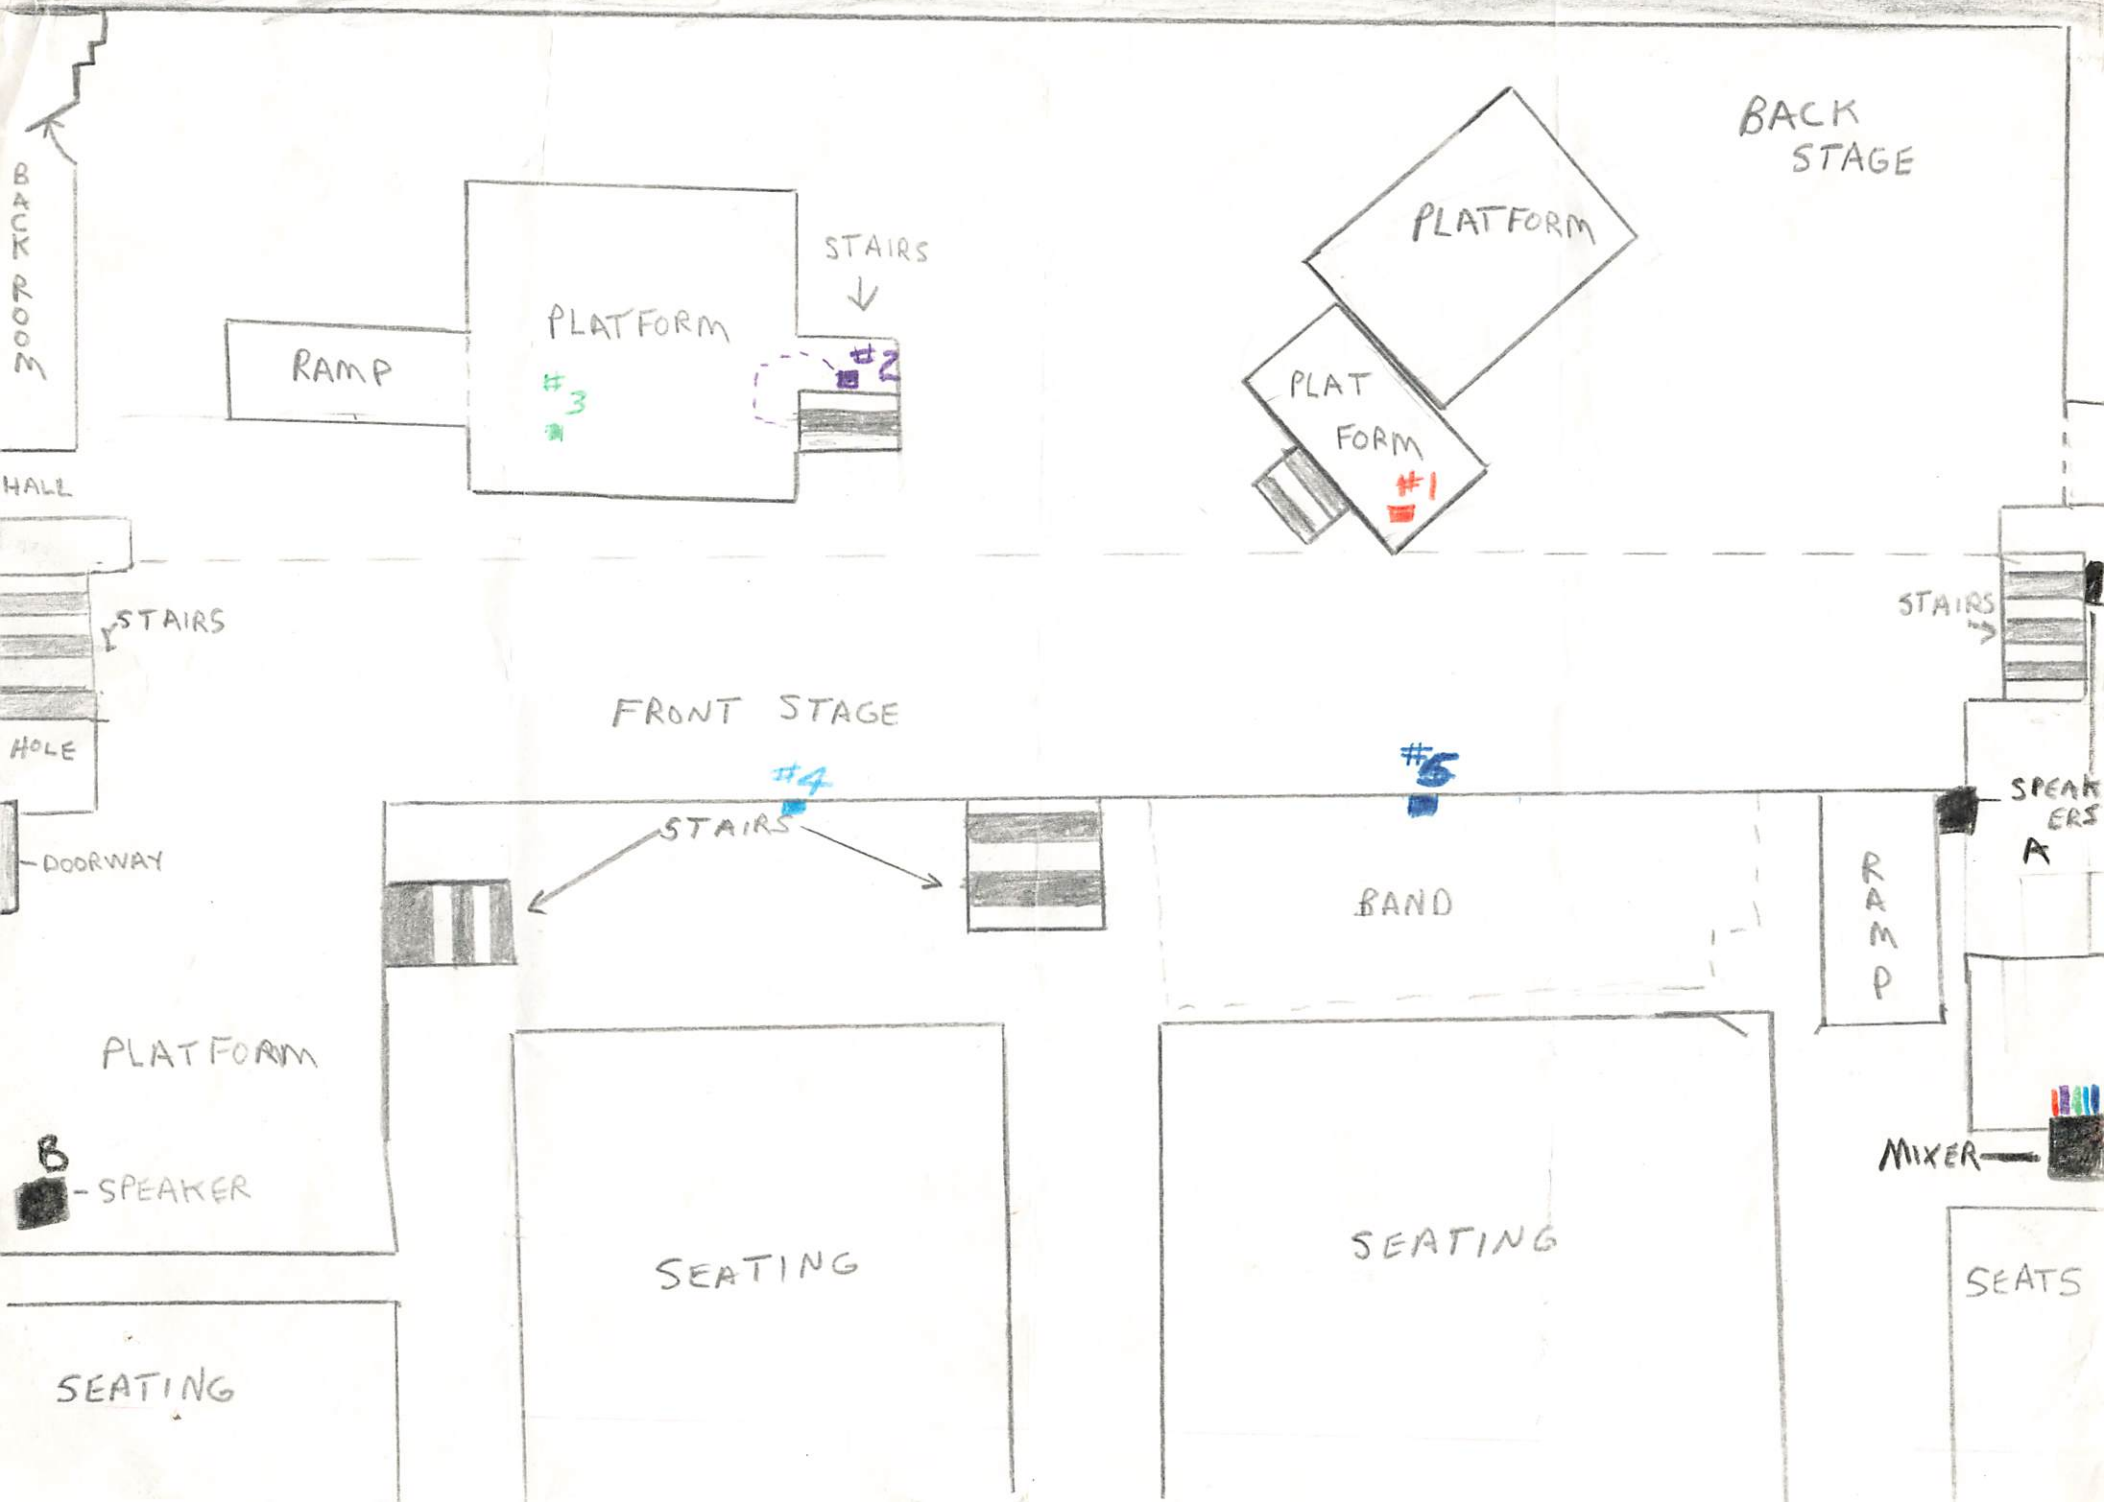 BACK
STAGE
BACK ROOM
PLATFORM
STAIRS
PLATFORM
RAMP
#2
#3
PLAT
FORM
#1
HALL
STAIRS
STAIRS
FRONT STAGE
HOLE
#4
#5
STAIRS
SPEAK
ERS
A
DOORWAY
BAND
RAMP
PLATFORM
B
SPEAKER
MIXER
SEATING
SEATING
SEATS
SEATING